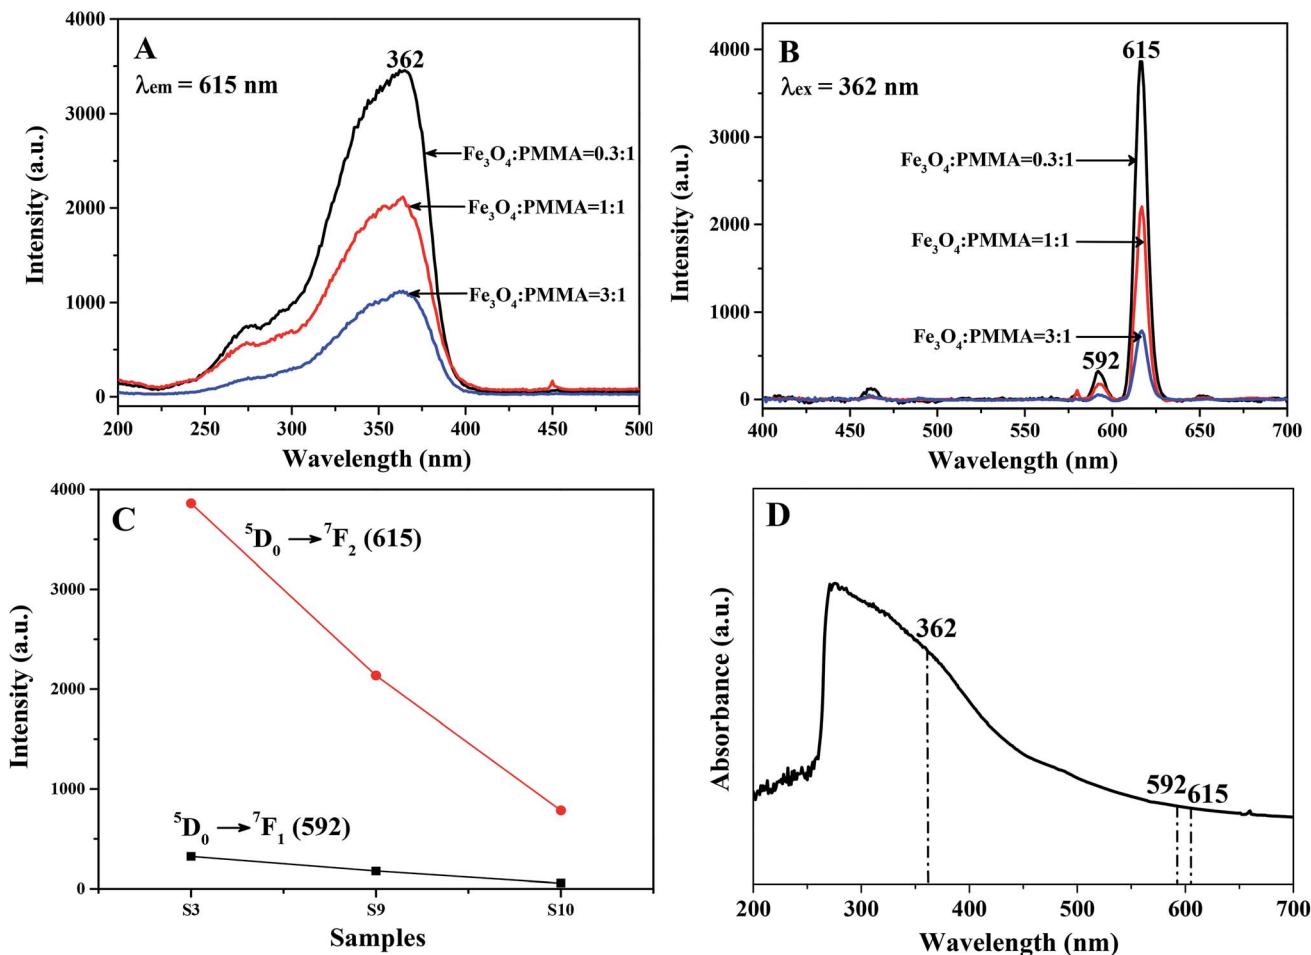 A
λem = 615 nm
362
Fe₃O₄:PMMA=0.3:1
Fe₃O₄:PMMA=1:1
Fe₃O₄:PMMA=3:1
4000
3000
2000
1000
0
200 250 300 350 400 450 500
Intensity (a.u.)
Wavelength (nm)
B
λex = 362 nm
615
Fe₃O₄:PMMA=0.3:1
Fe₃O₄:PMMA=1:1
Fe₃O₄:PMMA=3:1
592
4000
3000
2000
1000
0
400 450 500 550 600 650 700
Intensity (a.u.)
Wavelength (nm)
C
⁵D₀ → ⁷F₂ (615)
⁵D₀ → ⁷F₁ (592)
4000
3000
2000
1000
0
S3 S9 S10
Intensity (a.u.)
Samples
D
362
592 615
200 300 400 500 600 700
Absorbance (a.u.)
Wavelength (nm)